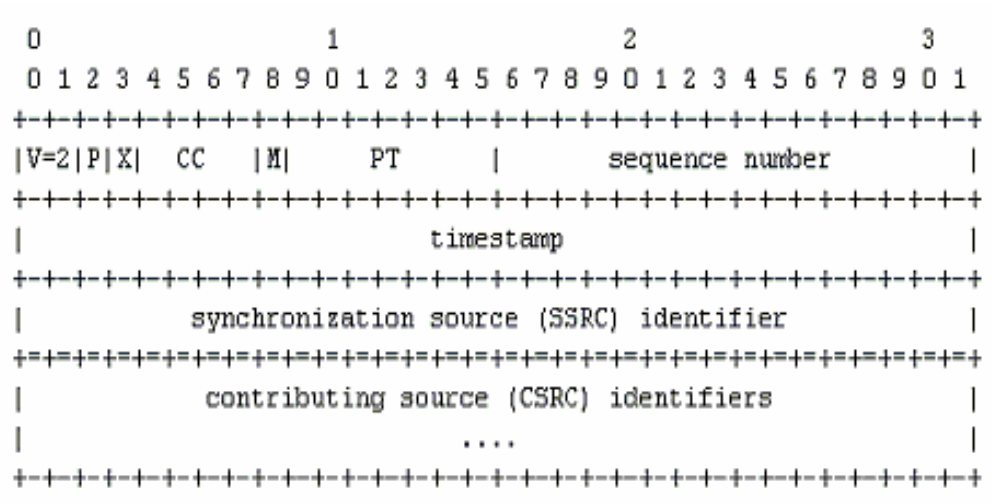 0                   1                   2                   3
0 1 2 3 4 5 6 7 8 9 0 1 2 3 4 5 6 7 8 9 0 1 2 3 4 5 6 7 8 9 0 1
+-+-+-+-+-+-+-+-+-+-+-+-+-+-+-+-+-+-+-+-+-+-+-+-+-+-+-+-+-+-+-+-+
|V=2|P|X|  CC   |M|     PT      |       sequence number         |
+-+-+-+-+-+-+-+-+-+-+-+-+-+-+-+-+-+-+-+-+-+-+-+-+-+-+-+-+-+-+-+-+
|                           timestamp                           |
+-+-+-+-+-+-+-+-+-+-+-+-+-+-+-+-+-+-+-+-+-+-+-+-+-+-+-+-+-+-+-+-+
|           synchronization source (SSRC) identifier            |
+=+=+=+=+=+=+=+=+=+=+=+=+=+=+=+=+=+=+=+=+=+=+=+=+=+=+=+=+=+=+=+=+
|            contributing source (CSRC) identifiers             |
|                             ....                              |
+-+-+-+-+-+-+-+-+-+-+-+-+-+-+-+-+-+-+-+-+-+-+-+-+-+-+-+-+-+-+-+-+